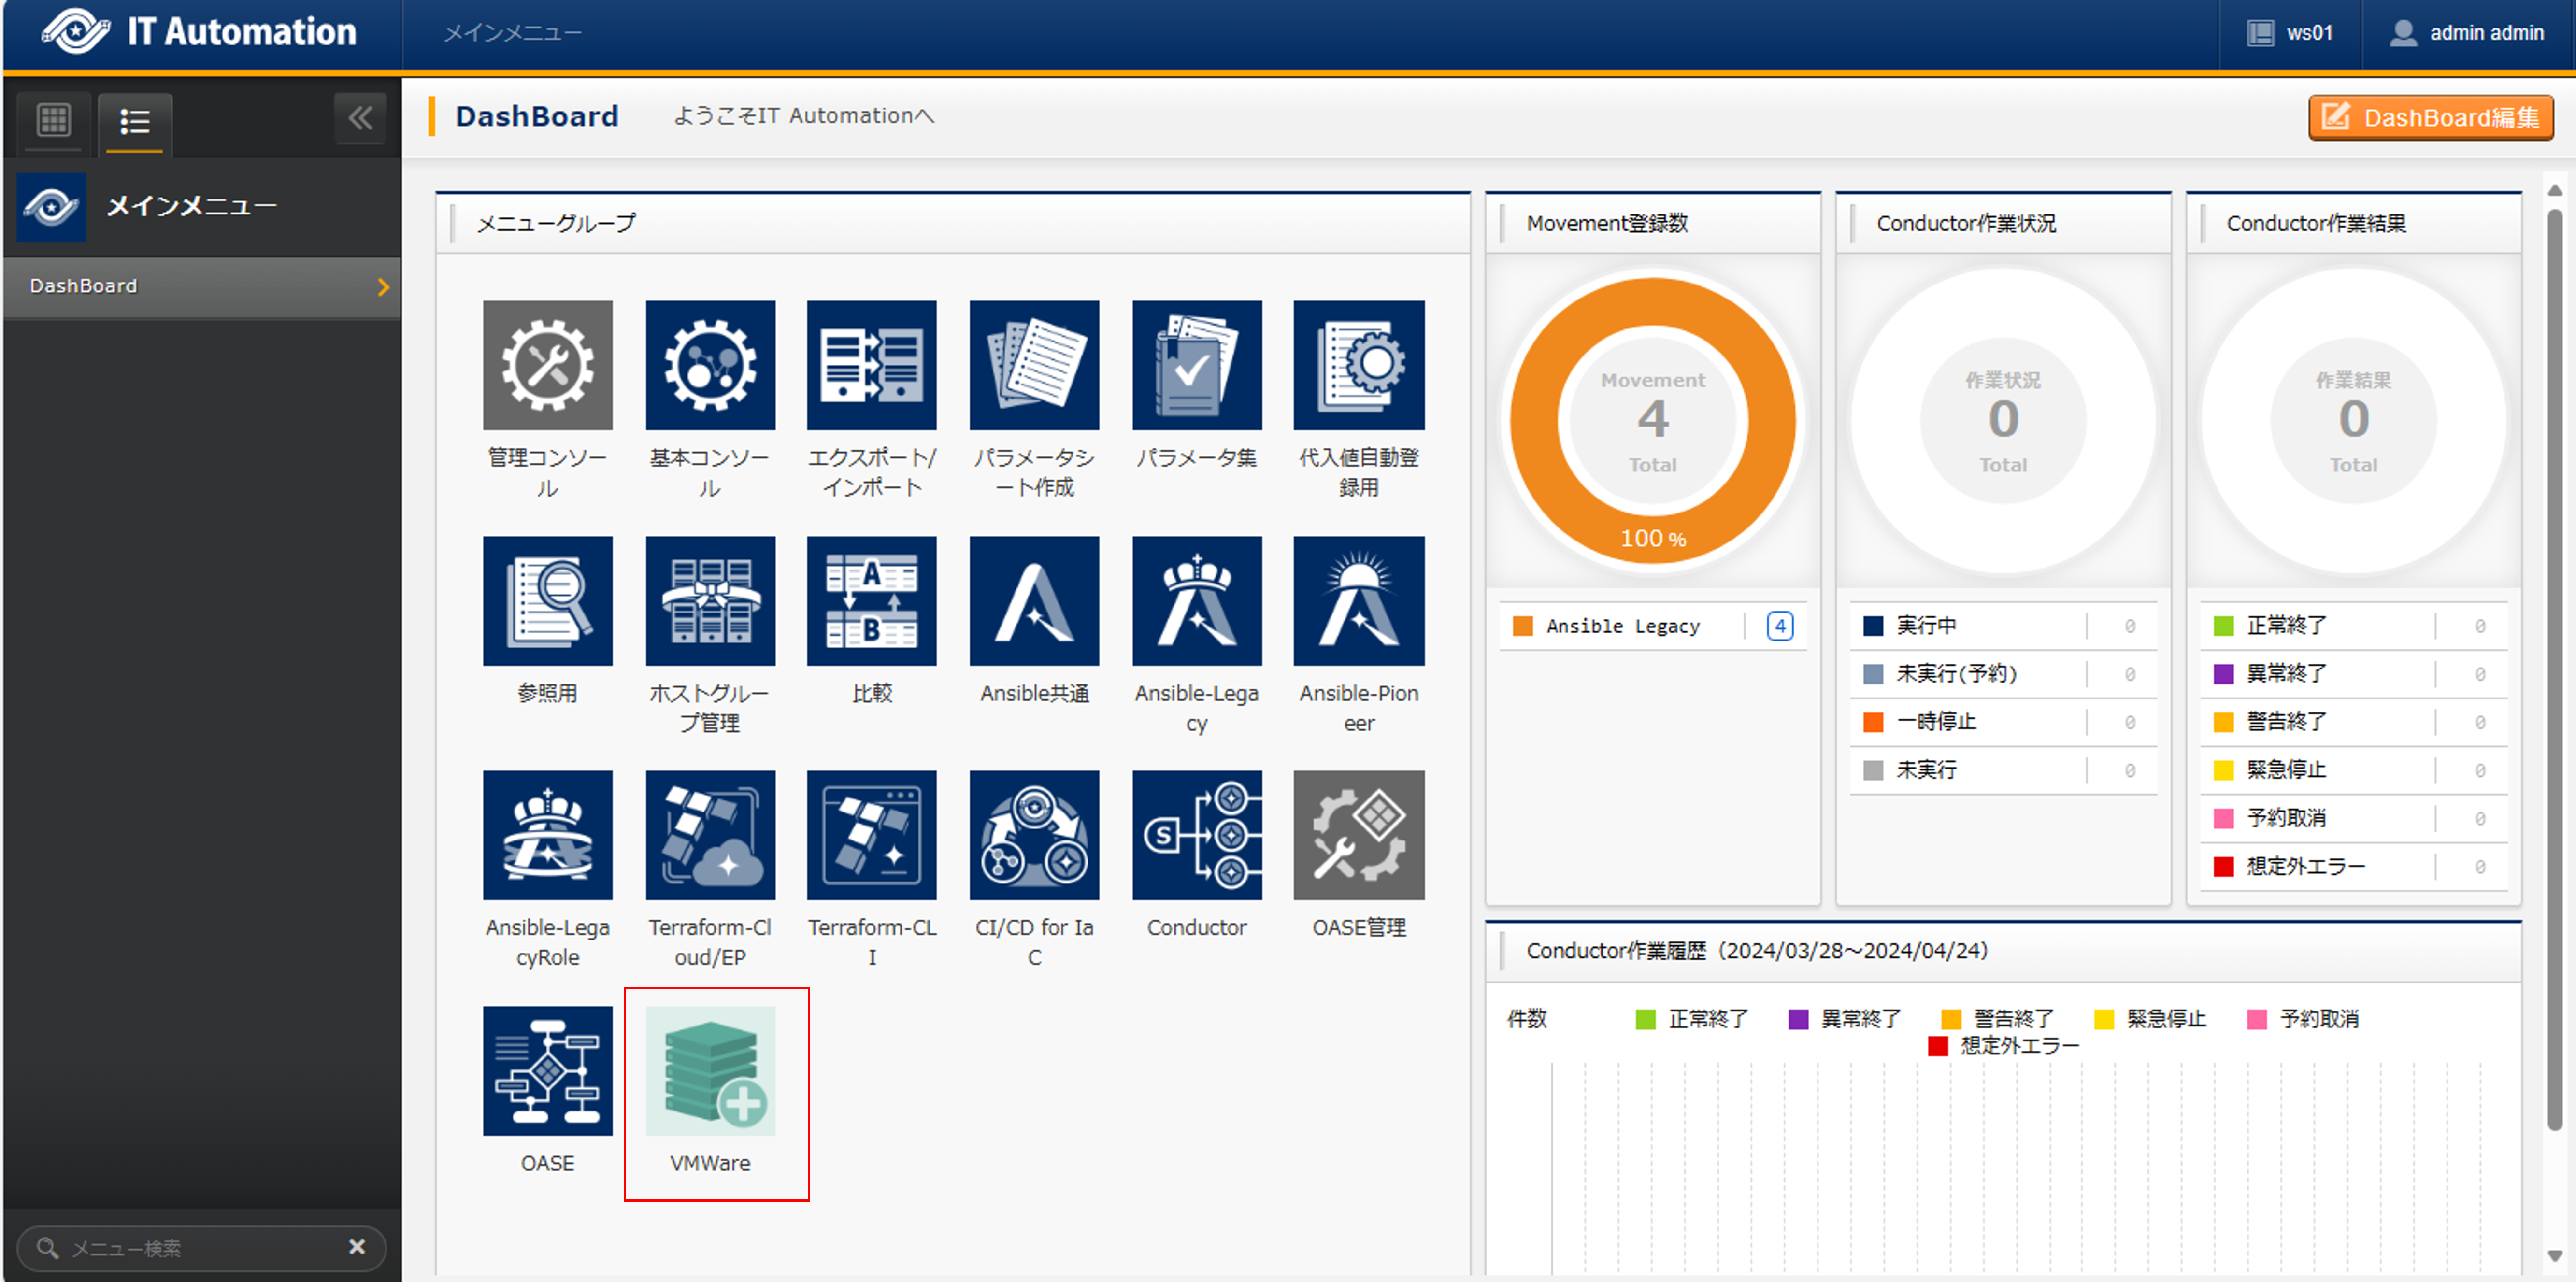 IT Automation
メインメニュー
ws01
admin admin
メインメニュー
DashBoard
メニュー検索
DashBoard
ようこそIT Automationへ
DashBoard編集
メニューグループ
管理コンソー
ル
基本コンソー
ル
エクスポート/
インポート
パラメータシ
ート作成
パラメータ集
代入値自動登
録用
参照用
ホストグルー
プ管理
A
B
比較
Ansible共通
Ansible-Lega
cy
Ansible-Pion
eer
Ansible-Lega
cyRole
Terraform-Cl
oud/EP
Terraform-CL
I
CI/CD for Ia
C
S
Conductor
OASE管理
OASE
VMWare
Movement登録数
Movement
4
Total
100 %
Ansible Legacy
4
Conductor作業状況
作業状況
0
Total
実行中 0
未実行(予約) 0
一時停止 0
未実行 0
Conductor作業結果
作業結果
0
Total
正常終了 0
異常終了 0
警告終了 0
緊急停止 0
予約取消 0
想定外エラー 0
Conductor作業履歴（2024/03/28～2024/04/24）
件数
正常終了 異常終了 警告終了 緊急停止 予約取消
想定外エラー